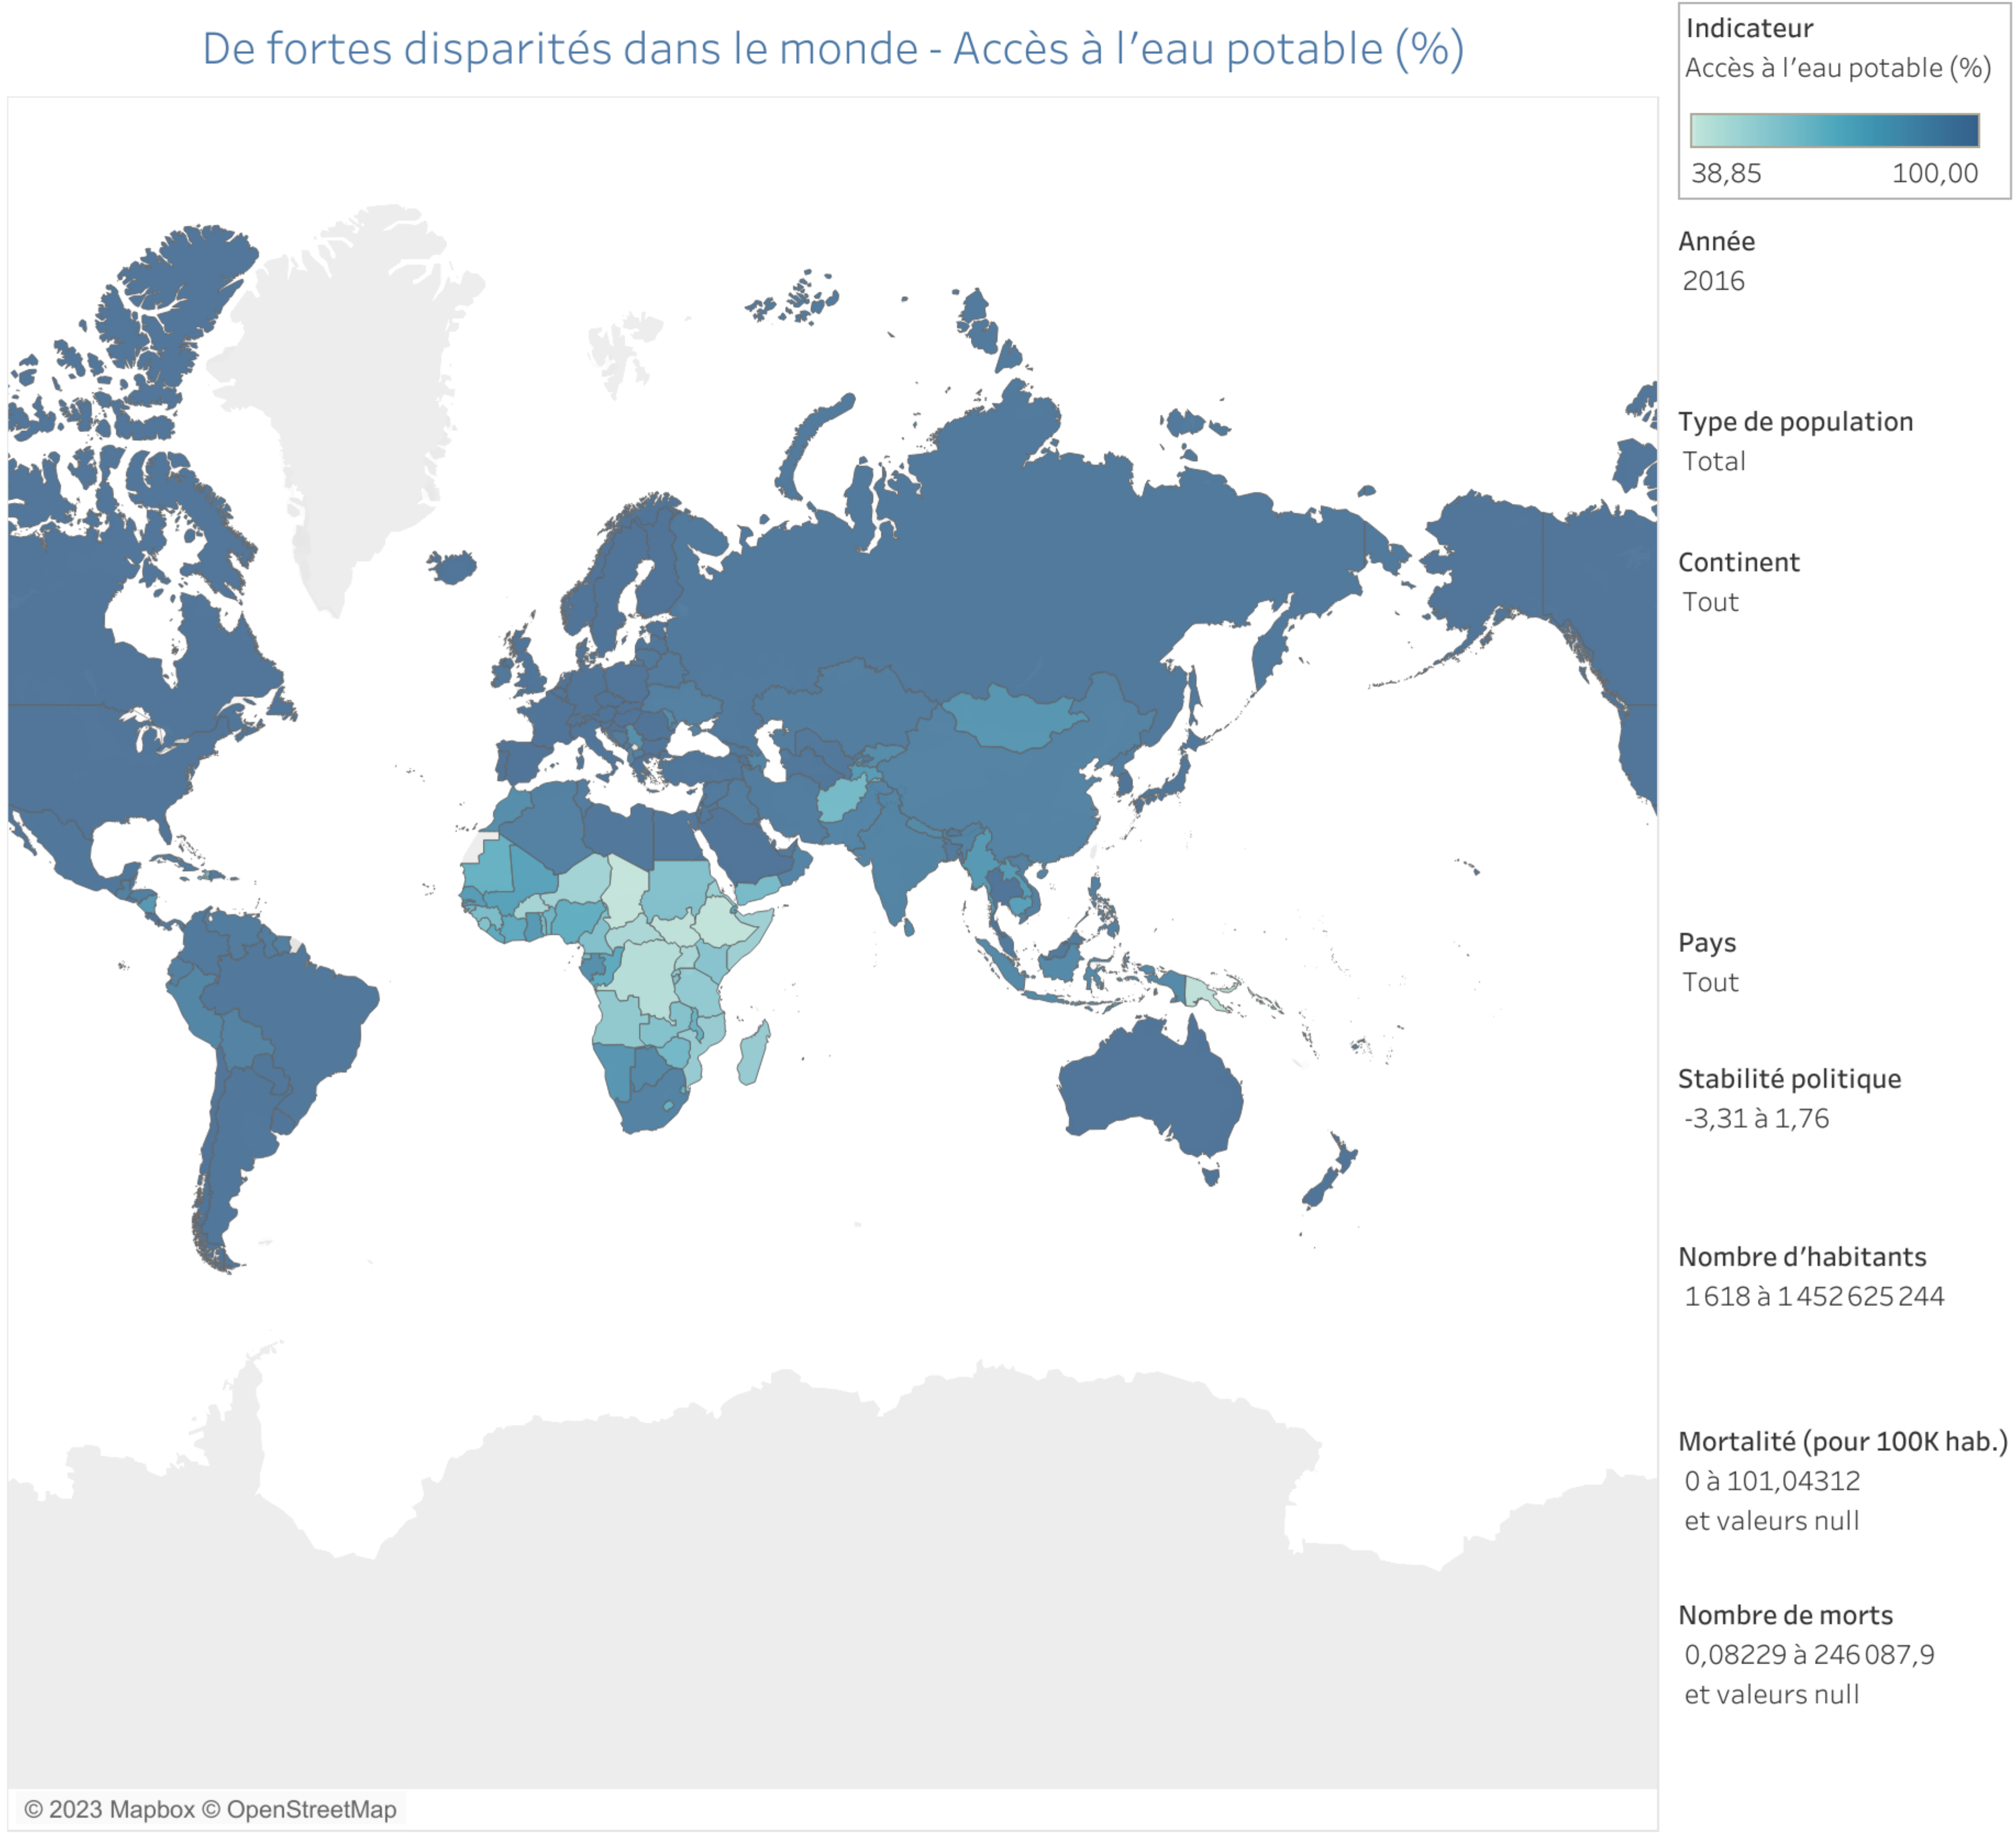 De fortes disparités dans le monde - Accès à l'eau potable (%)
Indicateur
Accès à l'eau potable (%)
38,85 100,00
Année
2016
Type de population
Total
Continent
Tout
Pays
Tout
Stabilité politique
-3,31 à 1,76
Nombre d'habitants
1 618 à 1 452 625 244
Mortalité (pour 100K hab.)
0 à 101,04312
et valeurs null
Nombre de morts
0,08229 à 246 087,9
et valeurs null
© 2023 Mapbox © OpenStreetMap